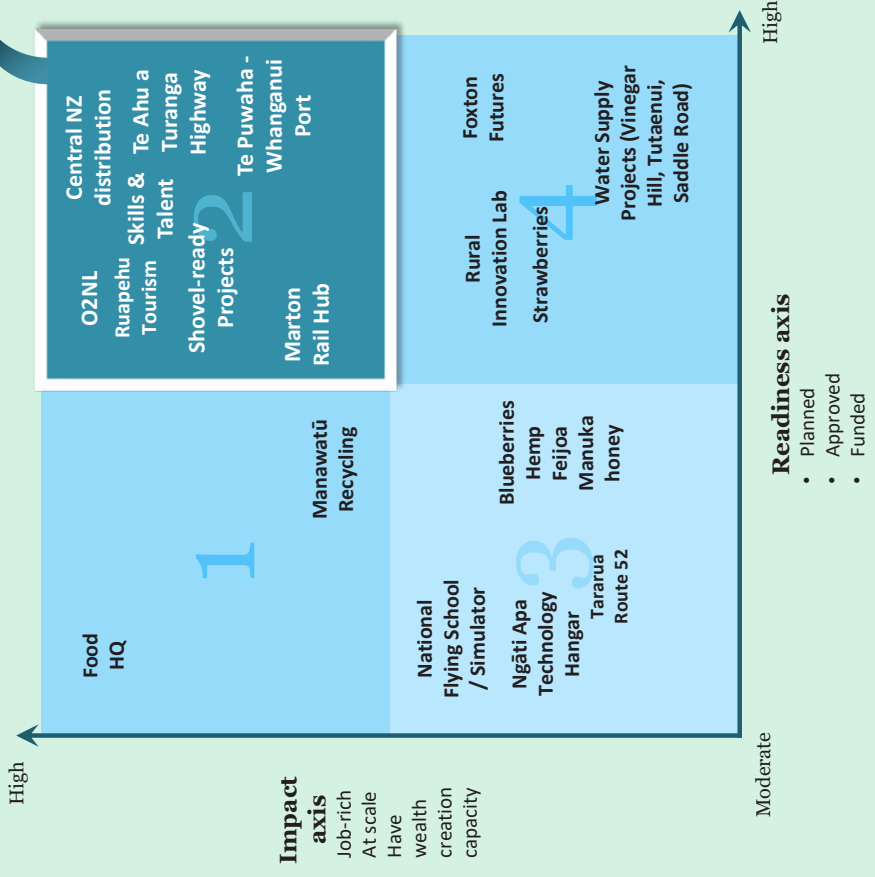 High
Impact
axis
Job-rich
At scale
Have
wealth
creation
capacity
1
Food
HQ
Manawatū
Recycling
2
O2NL
Central NZ
distribution
Ruapehu
Tourism
Skills &
Talent
Te Ahu a
Turanga
Highway
Shovel-ready
Projects
Te Puwaha -
Whanganui
Port
Marton
Rail Hub
3
National
Flying School
/ Simulator
Ngāti Apa
Technology
Hangar
Tararua
Route 52
Blueberries
Hemp
Feijoa
Manuka
honey
4
Rural
Innovation Lab
Strawberries
Foxton
Futures
Water Supply
Projects (Vinegar
Hill, Tutaenui,
Saddle Road)
Moderate
High
Readiness axis
• Planned
• Approved
• Funded